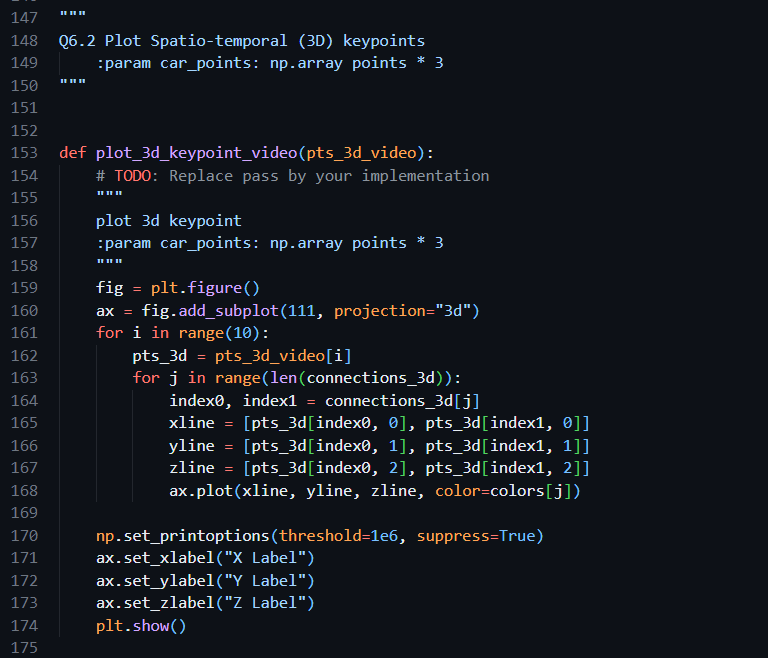 147 """
148 Q6.2 Plot Spatio-temporal (3D) keypoints
149     :param car_points: np.array points * 3
150 """
151
152
153 def plot_3d_keypoint_video(pts_3d_video):
154     # TODO: Replace pass by your implementation
155     """
156     plot 3d keypoint
157     :param car_points: np.array points * 3
158     """
159     fig = plt.figure()
160     ax = fig.add_subplot(111, projection="3d")
161     for i in range(10):
162         pts_3d = pts_3d_video[i]
163         for j in range(len(connections_3d)):
164             index0, index1 = connections_3d[j]
165             xline = [pts_3d[index0, 0], pts_3d[index1, 0]]
166             yline = [pts_3d[index0, 1], pts_3d[index1, 1]]
167             zline = [pts_3d[index0, 2], pts_3d[index1, 2]]
168             ax.plot(xline, yline, zline, color=colors[j])
169
170     np.set_printoptions(threshold=1e6, suppress=True)
171     ax.set_xlabel("X Label")
172     ax.set_ylabel("Y Label")
173     ax.set_zlabel("Z Label")
174     plt.show()
175